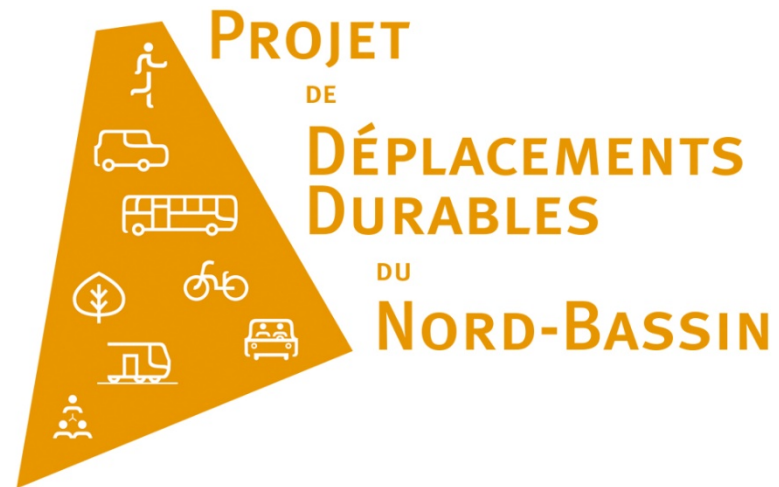 PROJET
DE
DÉPLACEMENTS
DURABLES
DU
NORD-BASSIN